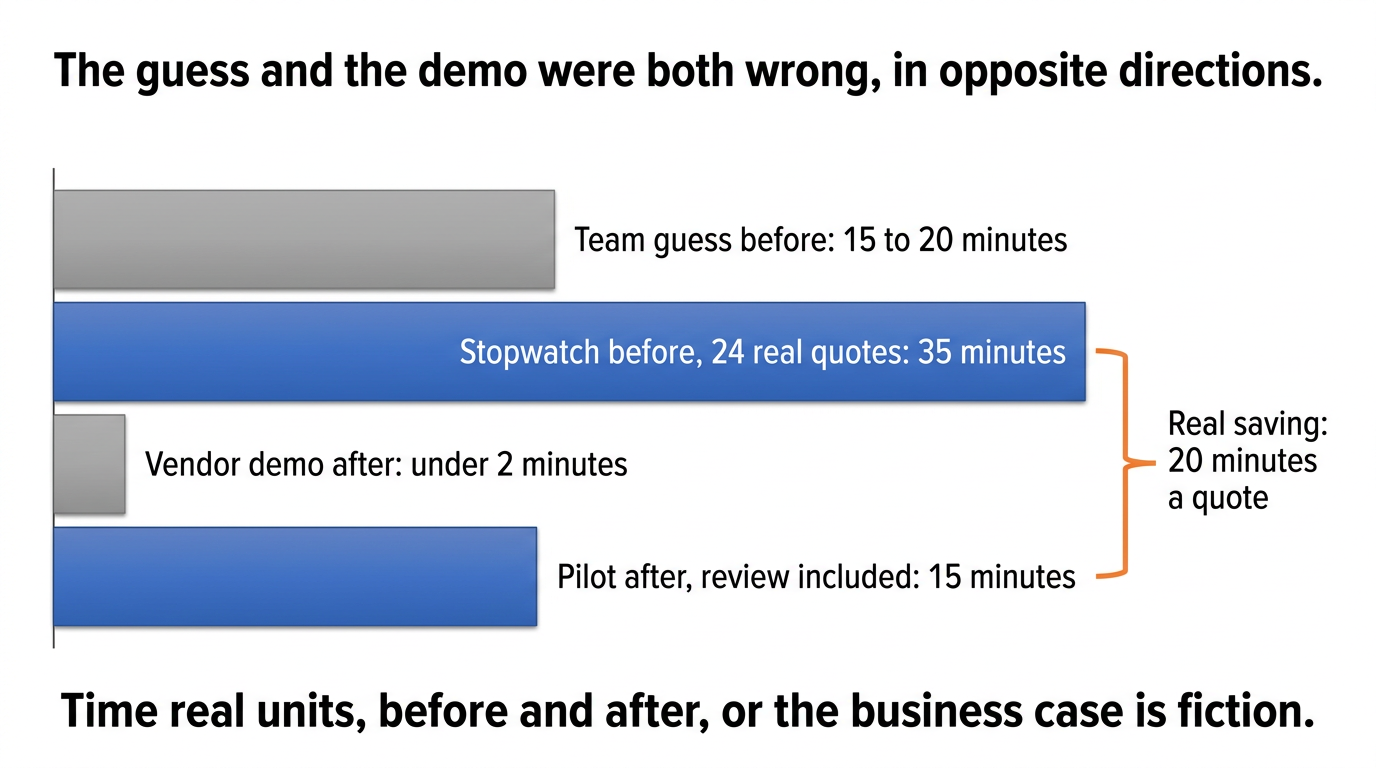 The guess and the demo were both wrong, in opposite directions.
Team guess before: 15 to 20 minutes
Stopwatch before, 24 real quotes: 35 minutes
Vendor demo after: under 2 minutes
Real saving:
20 minutes
a quote
Pilot after, review included: 15 minutes
Time real units, before and after, or the business case is fiction.